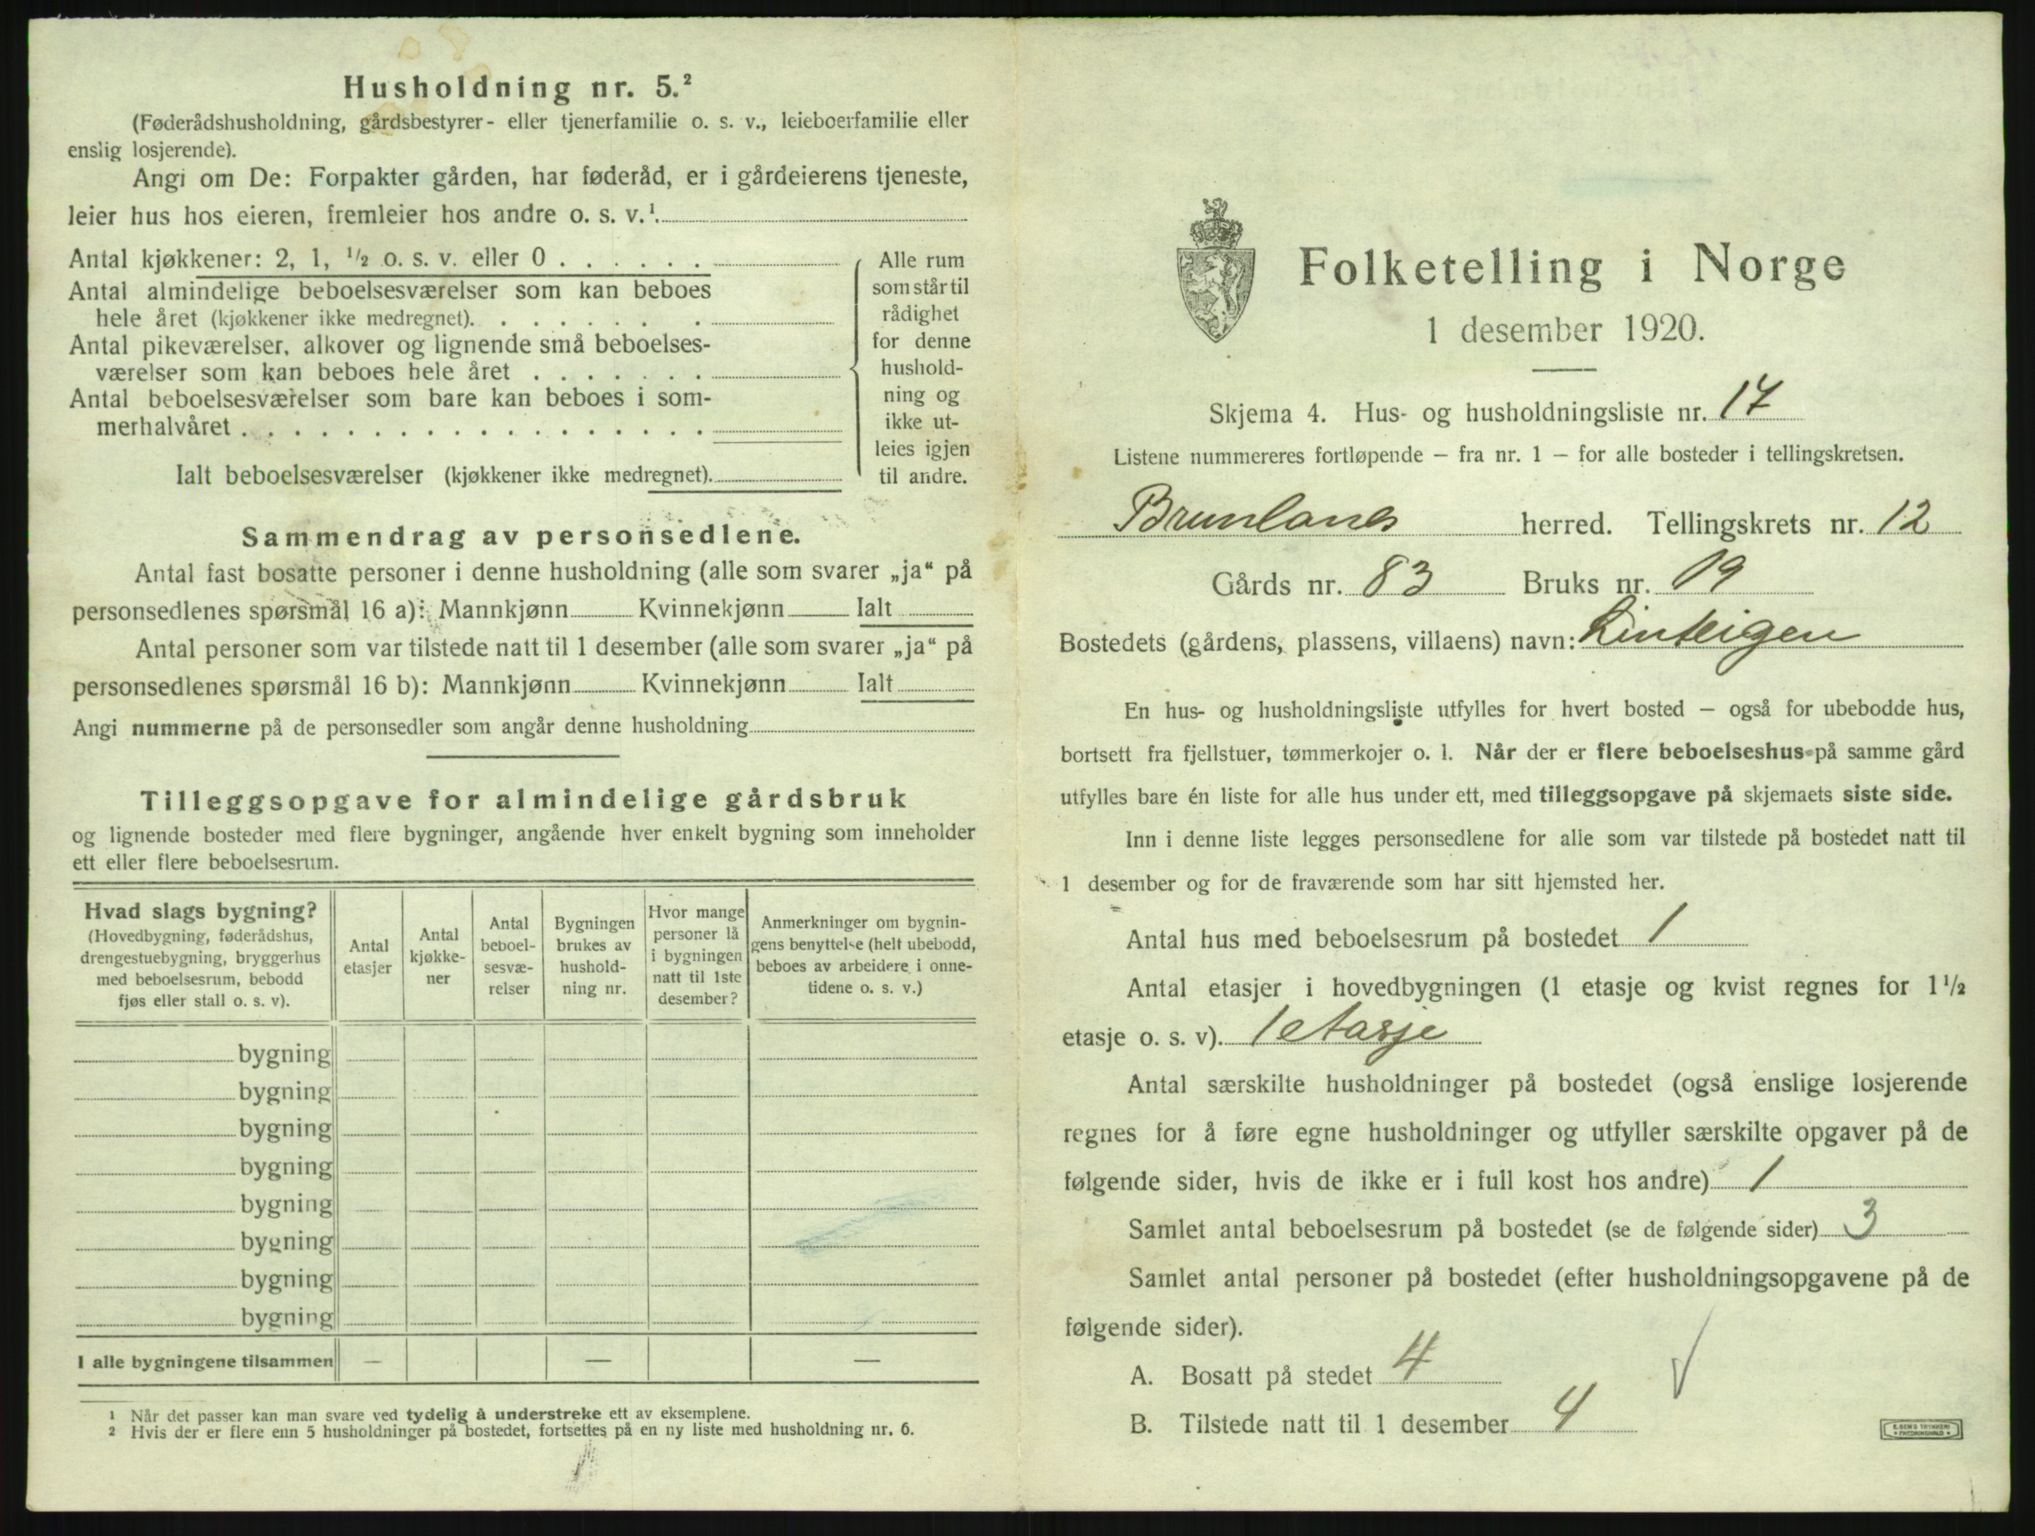 Husholdning nr. 5.²
(Føderådshusholdning, gårdsbestyrer- eller tjenerfamilie o. s. v., leieboerfamilie eller
enslig losjerende).
Angi om De: Forpakter gården, har føderåd, er i gårdeierens tjeneste,
leier hus hos eieren, fremleier hos andre o. s. v.¹.
Antal kjøkkener: 2, 1, ½ o. s. v. eller 0 . . . . . .
Antal almindelige beboelsesværelser som kan beboes
hele året (kjøkkener ikke medregnet). . . . . . . .
Antal pikeværelser, alkover og lignende små beboelses-
værelser som kan beboes hele året . . . . . . .
Antal beboelsesværelser som bare kan beboes i som-
merhalvåret . . . . . . . . . . . . . . . . . .
Ialt beboelsesværelser (kjøkkener ikke medregnet).
Alle rum
som står til
rådighet
for denne
hushold-
ning og
ikke ut-
leies igjen
til andre.
Sammendrag av personsedlene.
Antal fast bosatte personer i denne husholdning (alle som svarer „ja“ på
personsedlenes spørsmål 16 a): Mannkjønn Kvinnekjønn Ialt
Antal personer som var tilstede natt til 1 desember (alle som svarer „ja“ på
personsedlenes spørsmål 16 b): Mannkjønn Kvinnekjønn Ialt
Angi nummerne på de personsedler som angår denne husholdning
Tilleggsopgave for almindelige gårdsbruk
og lignende bosteder med flere bygninger, angående hver enkelt bygning som inneholder
ett eller flere beboelsesrum.
Hvad slags bygning?
(Hovedbygning, føderådshus,
drengestuebygning, bryggerhus
med beboelsesrum, bebodd
fjøs eller stall o. s. v).
Antal
etasjer
Antal
kjøkke-
ner
Antal
beboel-
sesvæ-
relser
Bygningen
brukes av
hushold-
ning nr.
Hvor mange
personer lå
i bygningen
natt til 1ste
desember?
Anmerkninger om bygnin-
gens benyttelse (helt ubebodd,
beboes av arbeidere i onne-
tidene o. s. v.)
bygning
bygning
bygning
bygning
bygning
bygning
bygning
bygning
I alle bygningene tilsammen — — —
¹ Når det passer kan man svare ved tydelig å understreke ett av eksemplene.
² Hvis der er flere enn 5 husholdninger på bostedet, fortsettes på en ny liste med husholdning nr. 6.
Folketelling i Norge
1 desember 1920.
Skjema 4. Hus- og husholdningsliste nr. 17
Listene nummereres fortløpende — fra nr. 1 — for alle bosteder i tellingskretsen.
Brunlanes herred. Tellingskrets nr. 12
Gårds nr. 83 Bruks nr. 19
Bostedets (gårdens, plassens, villaens) navn: Linteigen
En hus- og husholdningsliste utfylles for hvert bosted — også for ubebodde hus,
bortsett fra fjellstuer, tømmerkojer o. l. Når der er flere beboelseshus på samme gård
utfylles bare én liste for alle hus under ett, med tilleggsopgave på skjemaets siste side.
Inn i denne liste legges personsedlene for alle som var tilstede på bostedet natt til
1 desember og for de fraværende som har sitt hjemsted her.
Antal hus med beboelsesrum på bostedet 1
Antal etasjer i hovedbygningen (1 etasje og kvist regnes for 1½
etasje o. s. v). 1 etasje
Antal særskilte husholdninger på bostedet (også enslige losjerende
regnes for å føre egne husholdninger og utfyller særskilte opgaver på de
følgende sider, hvis de ikke er i full kost hos andre) 1
Samlet antal beboelsesrum på bostedet (se de følgende sider) 3
Samlet antal personer på bostedet (efter husholdningsopgavene på de
følgende sider).
A. Bosatt på stedet 4
B. Tilstede natt til 1 desember 4